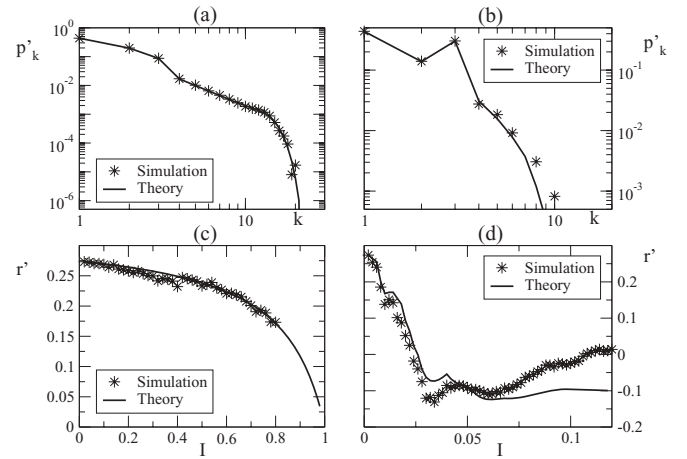 (a)
p'k
10^0
10^-2
10^-4
10^-6
Simulation
Theory
1
10
k
(b)
p'k
10^-1
10^-2
10^-3
Simulation
Theory
1
10
k
(c)
r'
0.25
0.2
0.15
0.1
0.05
0
Simulation
Theory
0
0.2
0.4
0.6
0.8
1
I
(d)
r'
0.2
0.1
0
-0.1
-0.2
Simulation
Theory
0
0.05
0.1
I